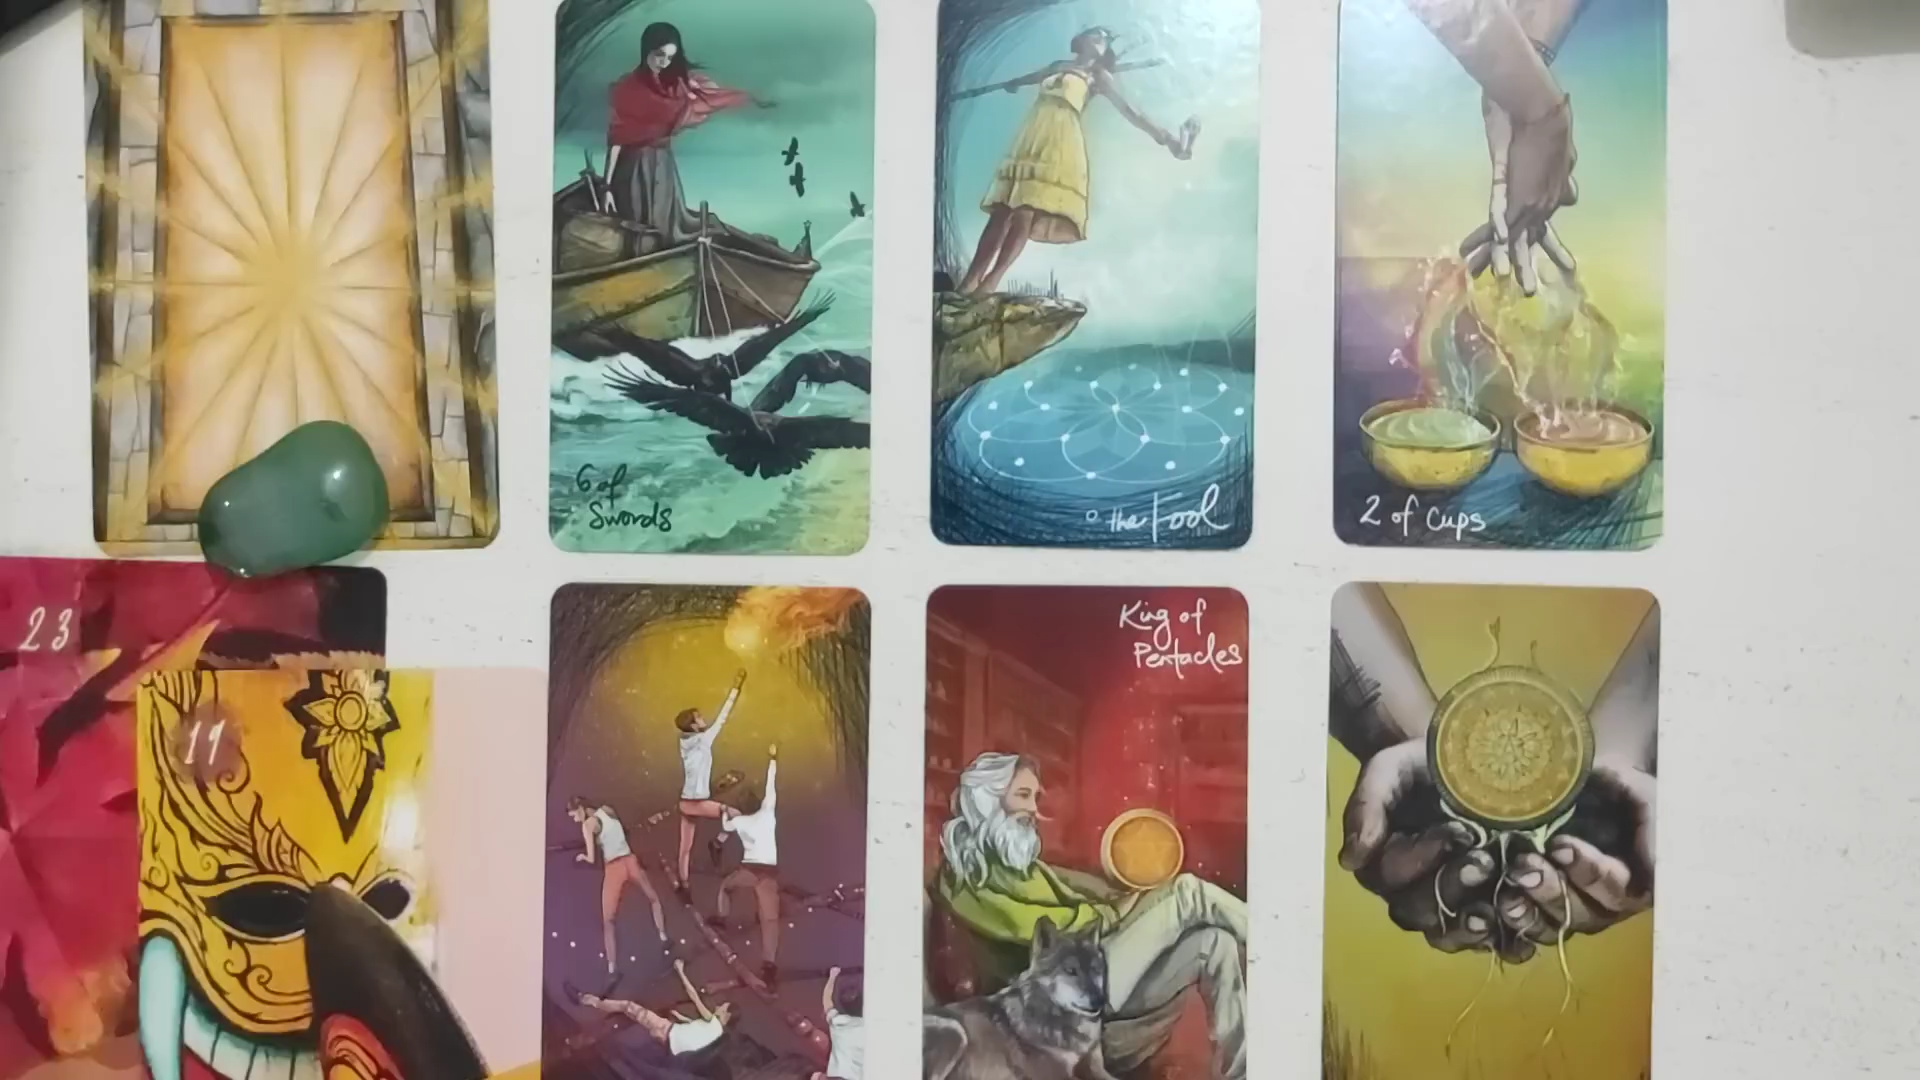 6 of
Swords
0 the Fool
2 of Cups
23
19
King of
Pentacles